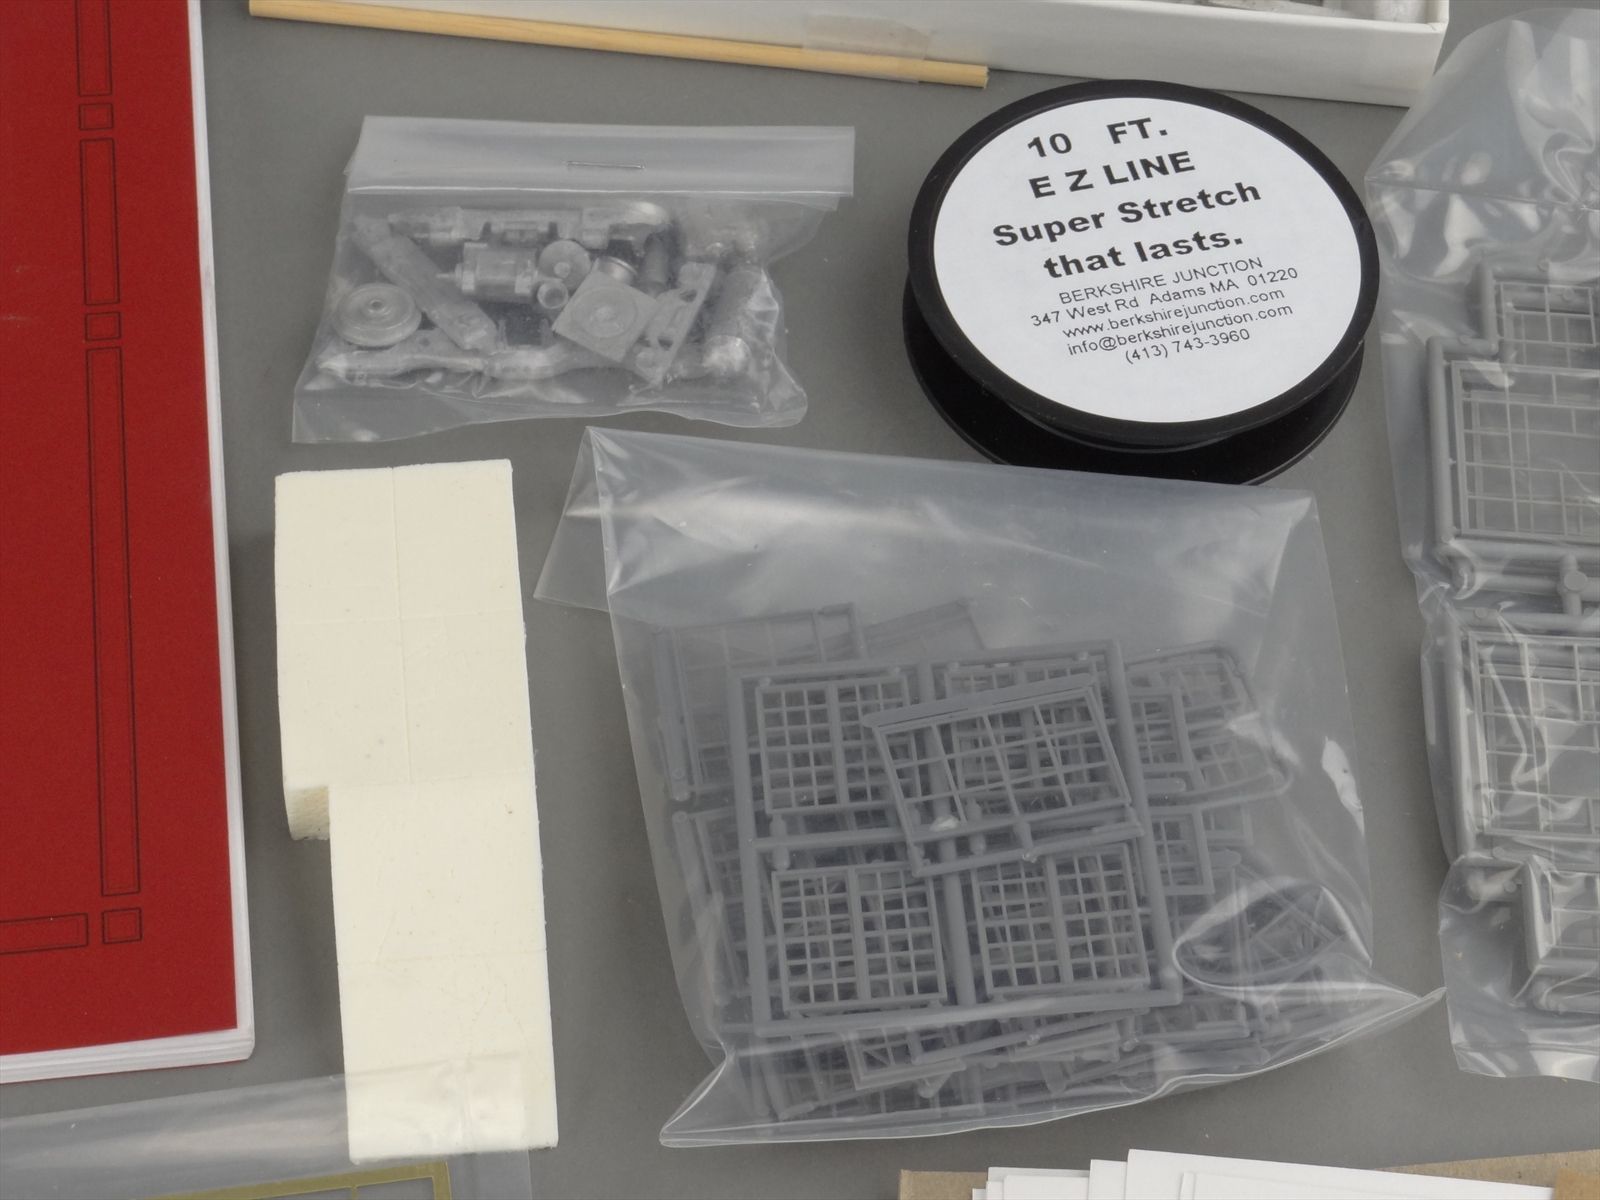 10 FT.
E Z LINE
Super Stretch
that lasts.
BERKSHIRE JUNCTION
347 West Rd Adams MA 01220
www.berkshirejunction.com
info@berkshirejunction.com
(413) 743-3960